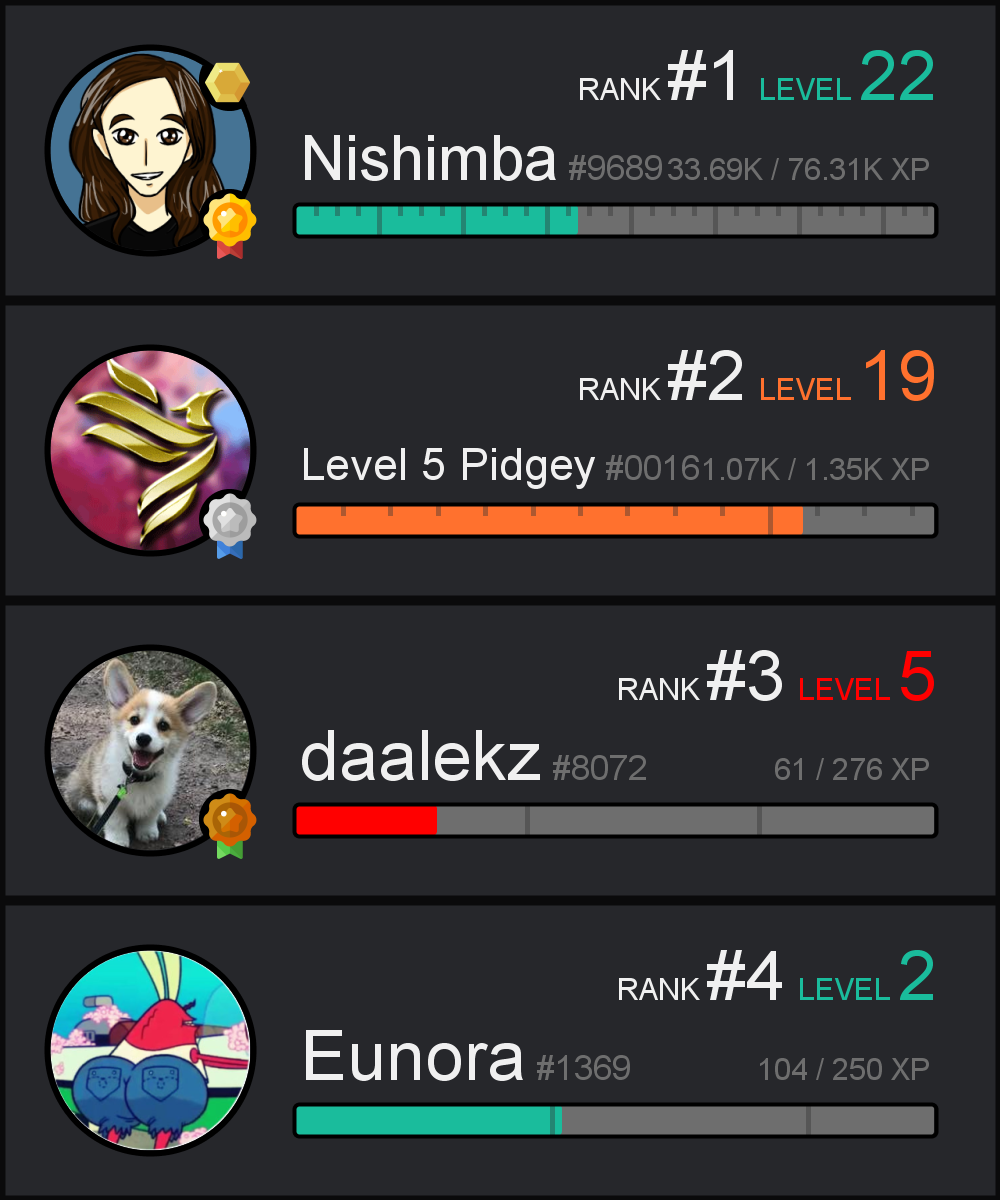 RANK #1 LEVEL 22
Nishimba #9689 33.69K / 76.31K XP
RANK #2 LEVEL 19
Level 5 Pidgey #0016 1.07K / 1.35K XP
RANK #3 LEVEL 5
daalekz #8072 61 / 276 XP
RANK #4 LEVEL 2
Eunora #1369 104 / 250 XP